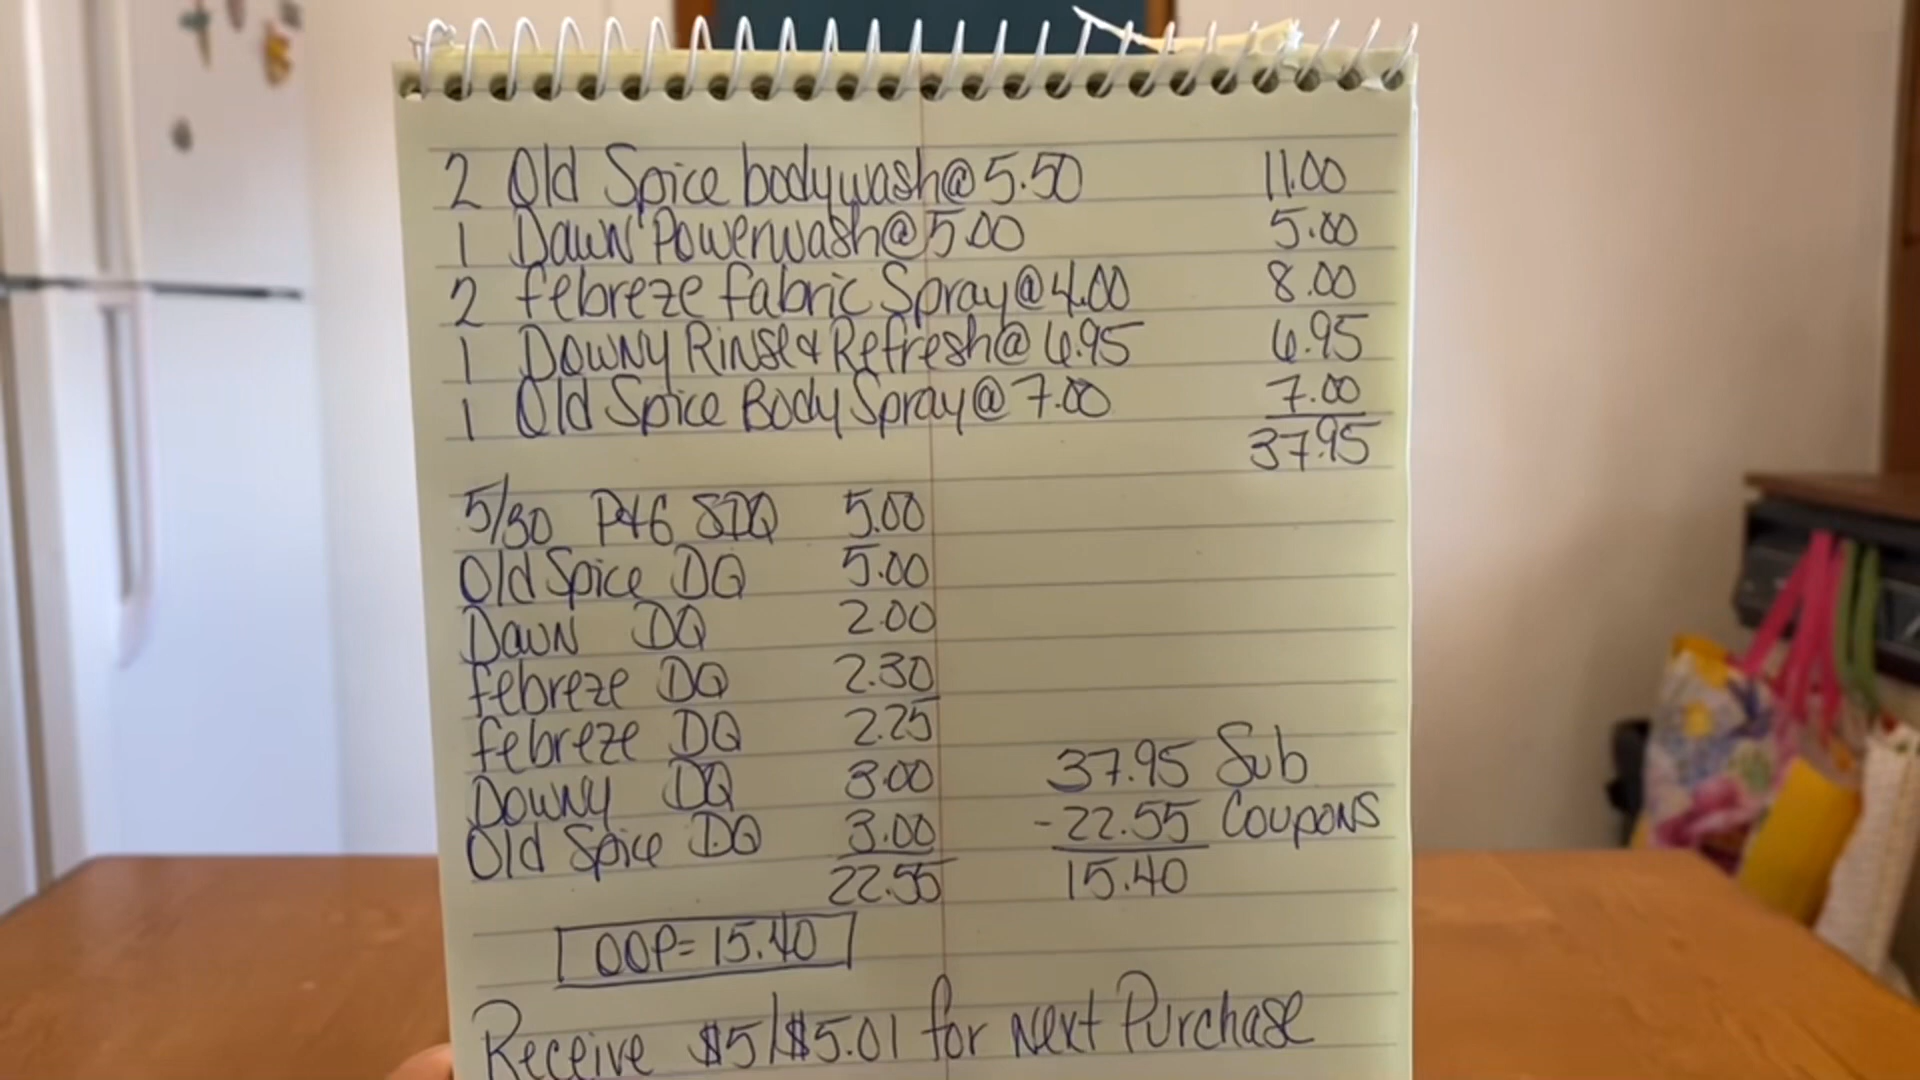 2 Old Spice bodywash@5.50 11.00
1 Dawn Powerwash@5.00 5.00
2 febreze fabric Spray@4.00 8.00
1 Downy Rinse & Refresh@6.95 6.95
1 Old Spice Body Spray@7.00 7.00
37.95
5/30 P+G SDQ 5.00
Old Spice DQ 5.00
Dawn DQ 2.00
febreze DQ 2.30
febreze DQ 2.25
Downy DQ 3.00 37.95 Sub
Old Spice DQ 3.00 -22.55 Coupons
22.55 15.40
OOP=15.40
Receive $5/$5.01 for Next Purchase